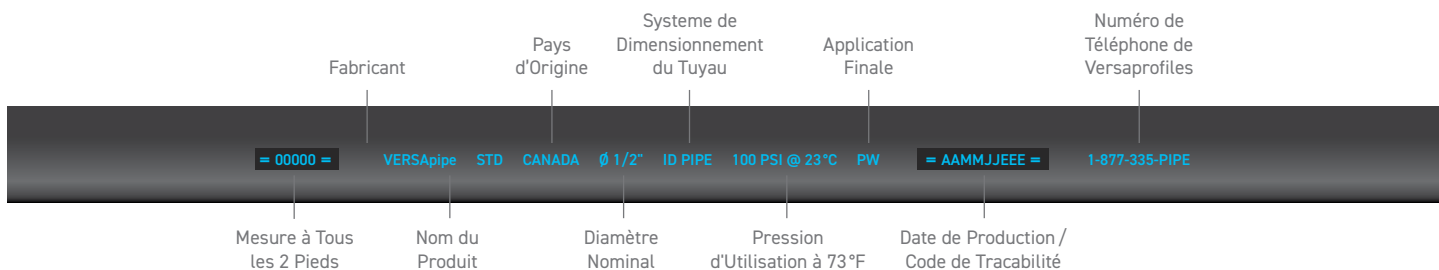 Fabricant
Pays
d'Origine
Systeme de
Dimensionnement
du Tuyau
Application
Finale
Numéro de
Téléphone de
Versaprofiles
= 00000 = VERSApipe STD CANADA Ø 1/2" ID PIPE 100 PSI @ 23°C PW = AAMMJJEEE = 1-877-335-PIPE
Mesure à Tous
les 2 Pieds
Nom du
Produit
Diamètre
Nominal
Pression
d'Utilisation à 73°F
Date de Production /
Code de Tracabilité